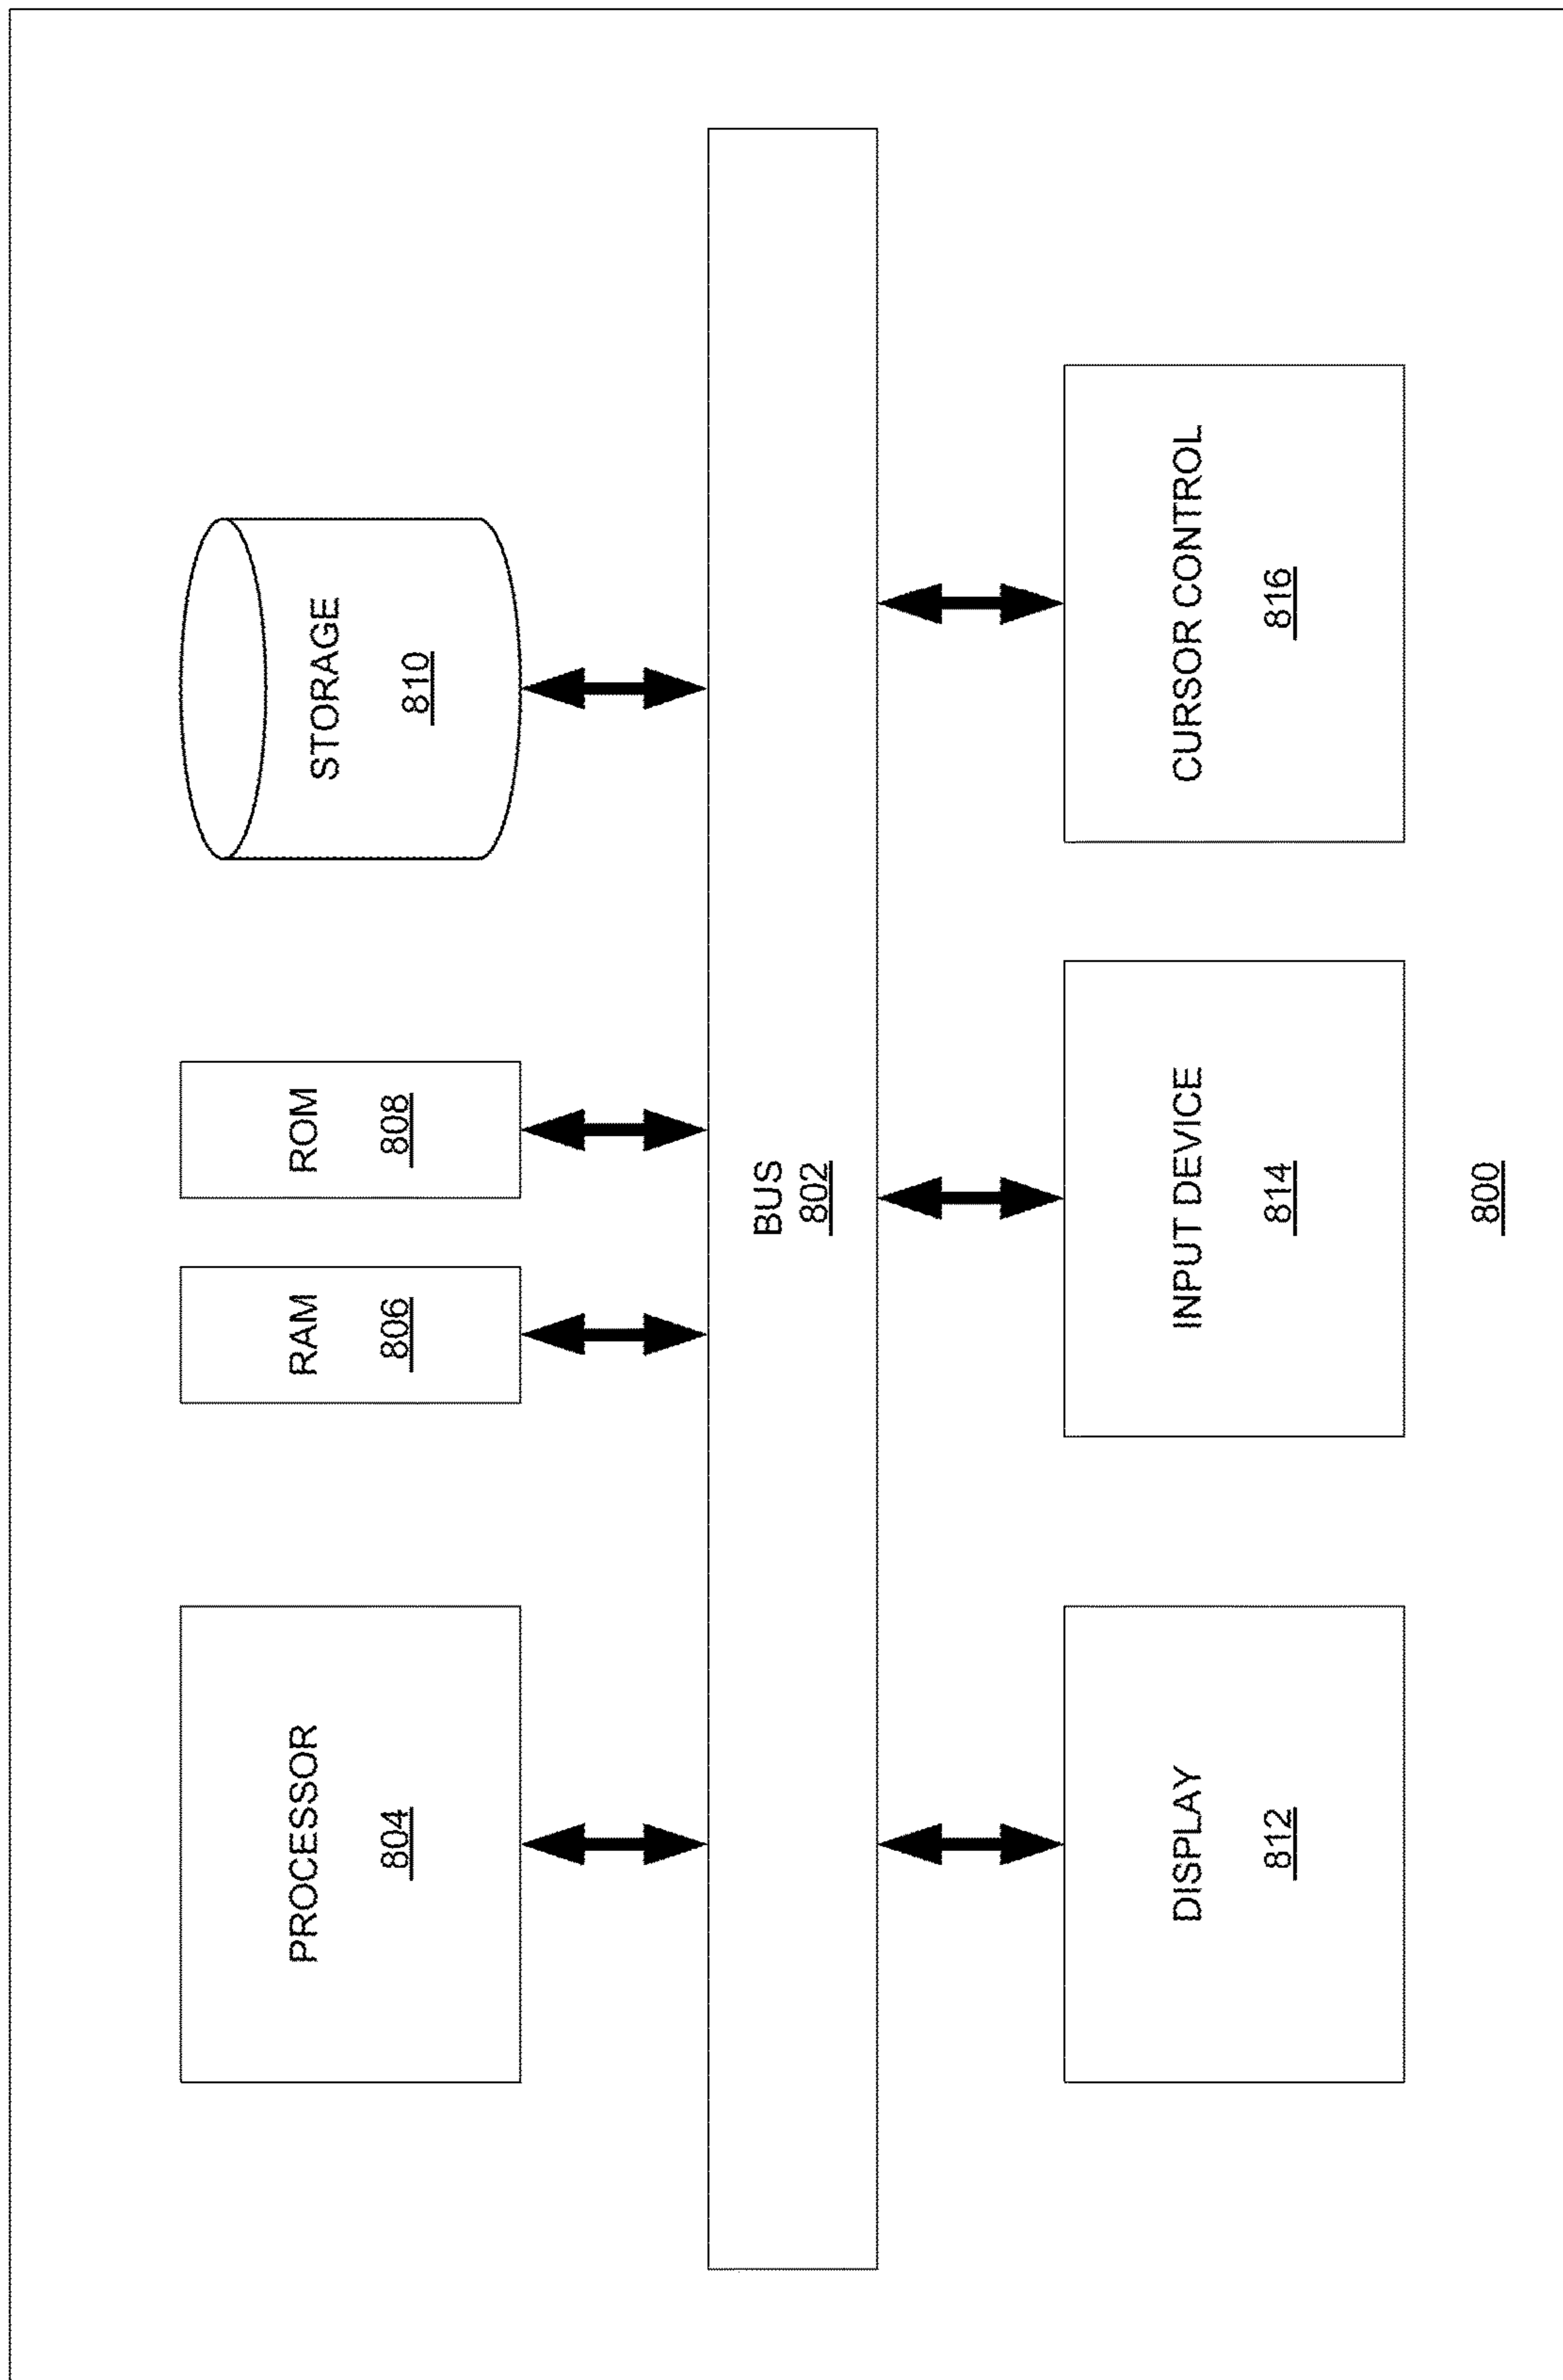 PROCESSOR
804
RAM
806
ROM
808
STORAGE
810
BUS
802
DISPLAY
812
INPUT DEVICE
814
CURSOR CONTROL
816
800